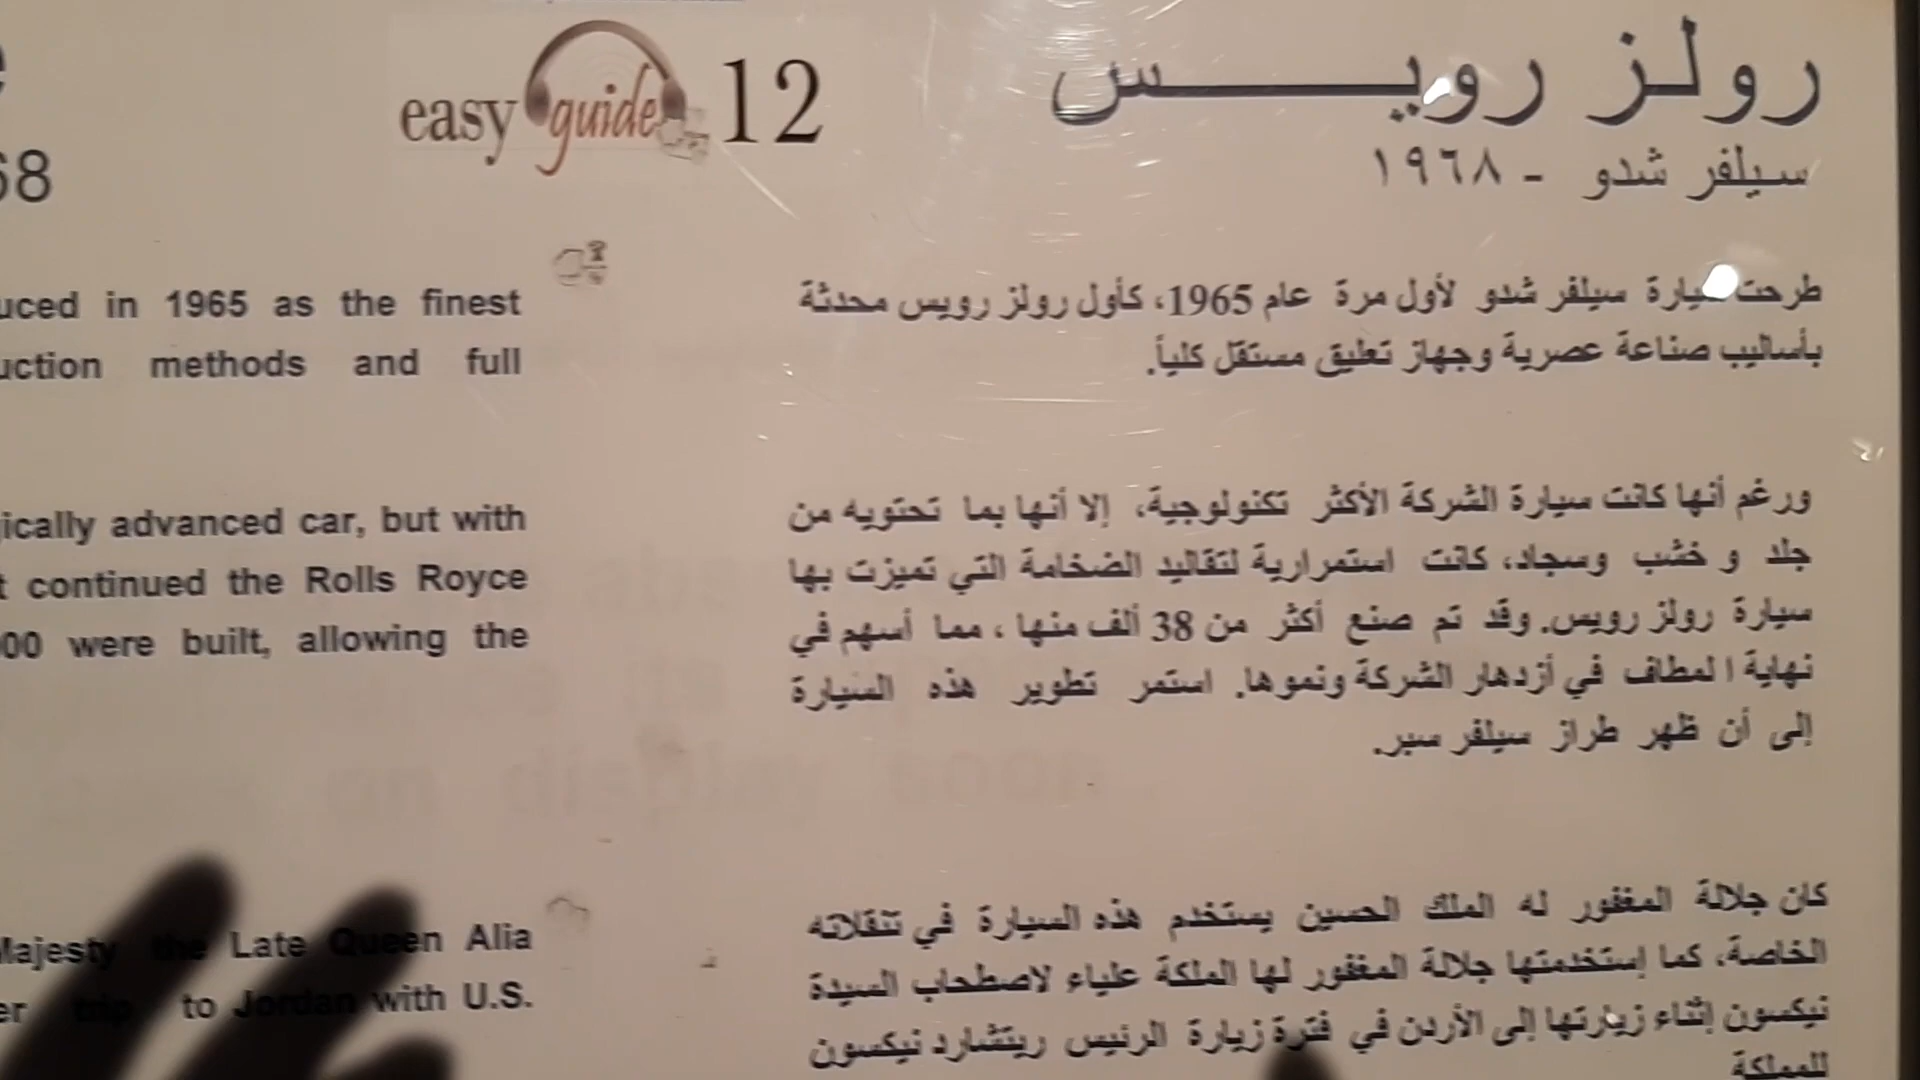 easy guide 12
68
uced in 1965 as the finest
uction methods and full
ically advanced car, but with
t continued the Rolls Royce
00 were built, allowing the
Majesty the Late Queen Alia
er trip to Jordan with U.S.
رولز رويس
سيلفر شدو - ١٩٦٨
طرحت سيارة سيلفر شدو لأول مرة عام 1965، كأول رولز رويس محدثة
بأساليب صناعة عصرية وجهاز تعليق مستقل كلياً.
ورغم أنها كانت سيارة الشركة الأكثر تكنولوجية، إلا أنها بما تحتويه من
جلد و خشب وسجاد، كانت استمرارية لتقاليد الضخامة التي تميزت بها
سيارة رولز رويس. وقد تم صنع أكثر من 38 ألف منها ، مما أسهم في
نهاية المطاف في أزدهار الشركة ونموها. استمر تطوير هذه السيارة
إلى أن ظهر طراز سيلفر سبر.
كان جلالة المغفور له الملك الحسين يستخدم هذه السيارة في تنقلاته
الخاصة، كما إستخدمتها جلالة المغفور لها الملكة علياء لاصطحاب السيدة
نيكسون إثناء زيارتها إلى الأردن في فترة زيارة الرئيس ريتشارد نيكسون
للمملكة